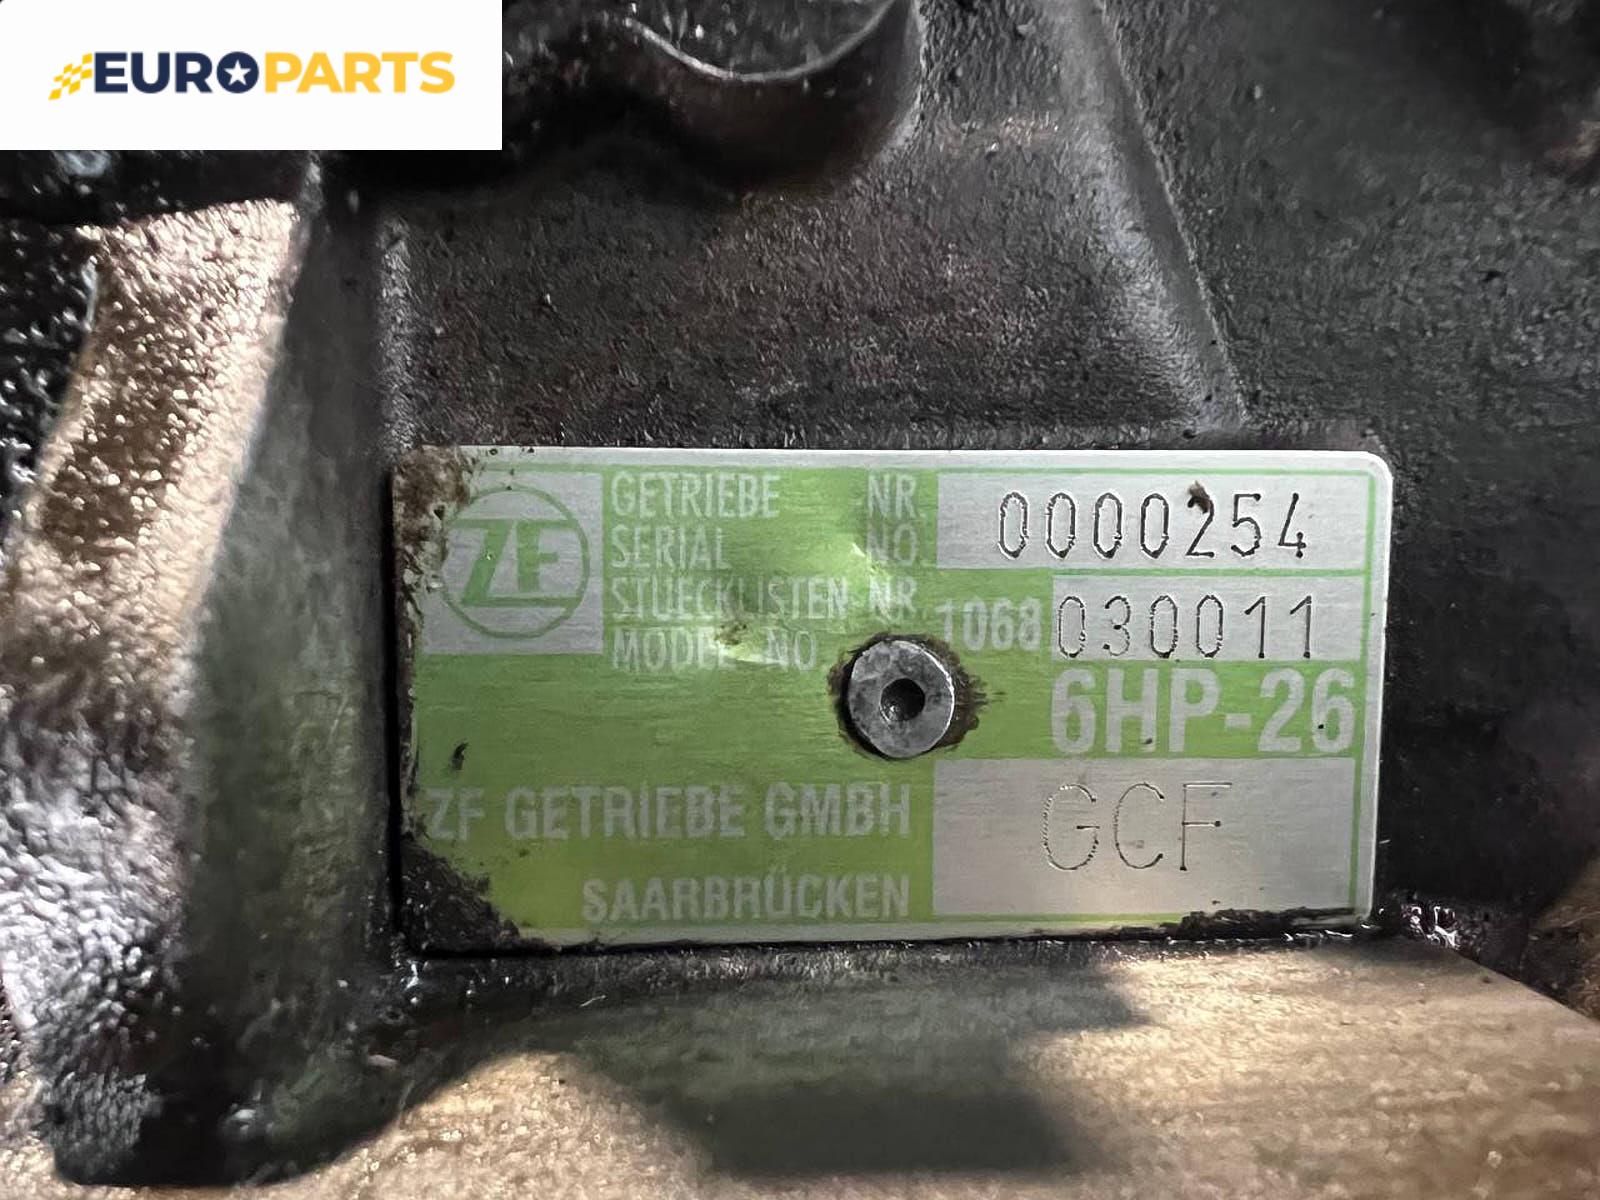 EUROPARTS
ZF
GETRIEBE NR. 0000254
SERIAL NO.
STUECKLISTEN NR. 1068 030011
MODEL NO
6HP-26
ZF GETRIEBE GMBH GCF
SAARBRÜCKEN